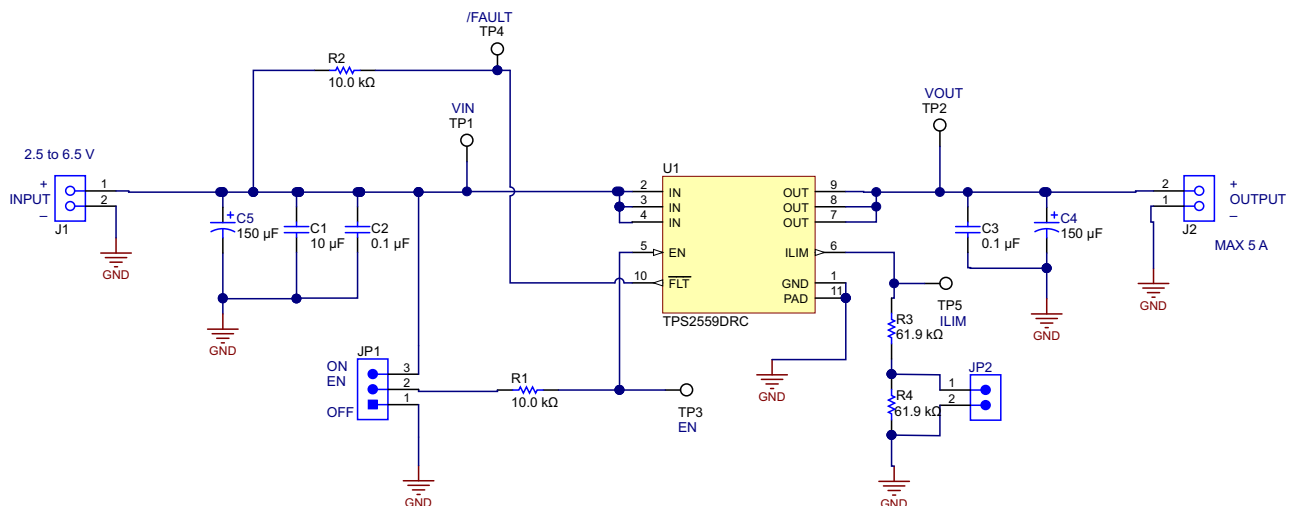 /FAULT
TP4
R2
10.0 kΩ
VIN
TP1
VOUT
TP2
2.5 to 6.5 V
U1
+
INPUT
–
1
2
J1
GND
C5
+
150 µF
C1
10 µF
C2
0.1 µF
GND
2 IN
3 IN
4 IN
5 EN
10 FLT
OUT 9
OUT 8
OUT 7
ILIM 6
GND 1
PAD 11
TPS2559DRC
C3
0.1 µF
+
C4
150 µF
GND
2
1
+
OUTPUT
–
J2
MAX 5 A
GND
TP5
ILIM
R3
61.9 kΩ
GND
JP1
ON
EN
OFF
3
2
1
R1
10.0 kΩ
TP3
EN
R4
61.9 kΩ
JP2
1
2
GND
GND